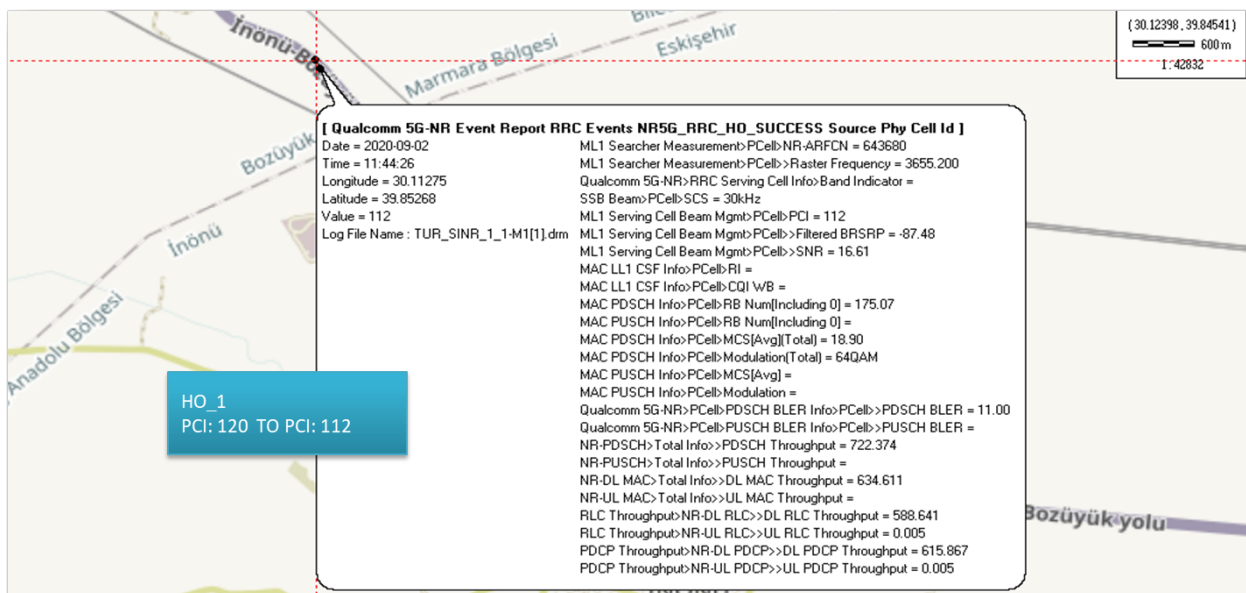 İnönü-Bo
Bile
Eskişehir
Marmara Bölgesi
(30.12398 , 39.84541)
600 m
1: 42832
Bozüyük
İnönü
Anadolu Bölgesi
[ Qualcomm 5G-NR Event Report RRC Events NR5G_RRC_HO_SUCCESS Source Phy Cell Id ]
Date = 2020-09-02
Time = 11:44:26
Longitude = 30.11275
Latitude = 39.85268
Value = 112
Log File Name : TUR_SINR_1_1-M1[1].drm
ML1 Searcher Measurement>PCell>NR-ARFCN = 643680
ML1 Searcher Measurement>PCell>>Raster Frequency = 3655.200
Qualcomm 5G-NR>RRC Serving Cell Info>Band Indicator =
SSB Beam>PCell>SCS = 30kHz
ML1 Serving Cell Beam Mgmt>PCell>PCI = 112
ML1 Serving Cell Beam Mgmt>PCell>>Filtered BRSRP = -87.48
ML1 Serving Cell Beam Mgmt>PCell>>SNR = 16.61
MAC LL1 CSF Info>PCell>RI =
MAC LL1 CSF Info>PCell>CQI WB =
MAC PDSCH Info>PCell>RB Num[Including 0] = 175.07
MAC PUSCH Info>PCell>RB Num[Including 0] =
MAC PDSCH Info>PCell>MCS[Avg](Total) = 18.90
MAC PDSCH Info>PCell>Modulation(Total) = 64QAM
MAC PUSCH Info>PCell>MCS[Avg] =
MAC PUSCH Info>PCell>Modulation =
Qualcomm 5G-NR>PCell>PDSCH BLER Info>PCell>>PDSCH BLER = 11.00
Qualcomm 5G-NR>PCell>PUSCH BLER Info>PCell>>PUSCH BLER =
NR-PDSCH>Total Info>>PDSCH Throughput = 722.374
NR-PUSCH>Total Info>>PUSCH Throughput =
NR-DL MAC>Total Info>>DL MAC Throughput = 634.611
NR-UL MAC>Total Info>>UL MAC Throughput =
RLC Throughput>NR-DL RLC>>DL RLC Throughput = 588.641
RLC Throughput>NR-UL RLC>>UL RLC Throughput = 0.005
PDCP Throughput>NR-DL PDCP>>DL PDCP Throughput = 615.867
PDCP Throughput>NR-UL PDCP>>UL PDCP Throughput = 0.005
HO_1
PCI: 120 TO PCI: 112
Bozüyük yolu